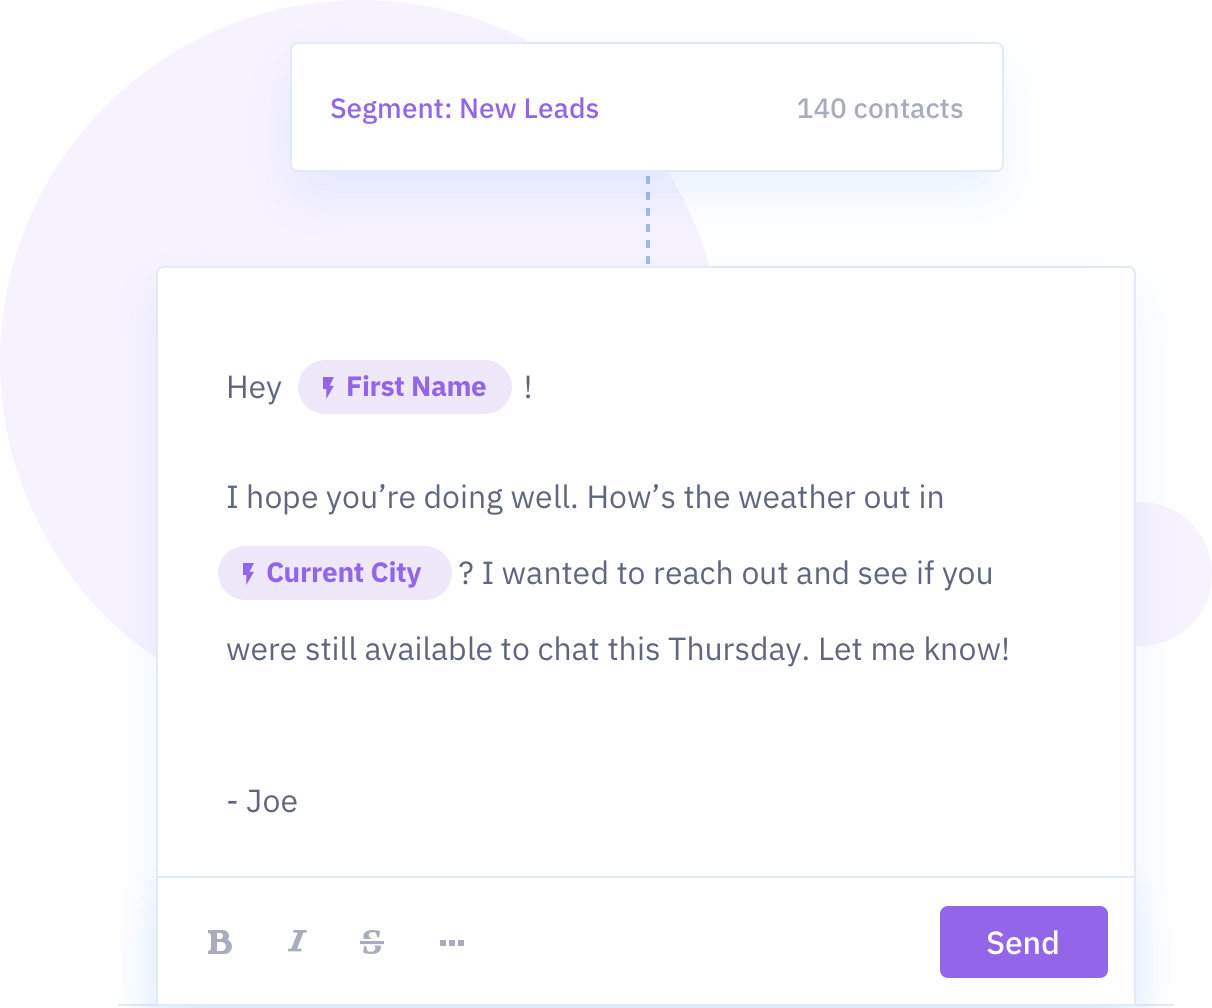 Segment: New Leads 140 contacts
Hey First Name !
I hope you’re doing well. How’s the weather out in
Current City ? I wanted to reach out and see if you
were still available to chat this Thursday. Let me know!
- Joe
B I S Send